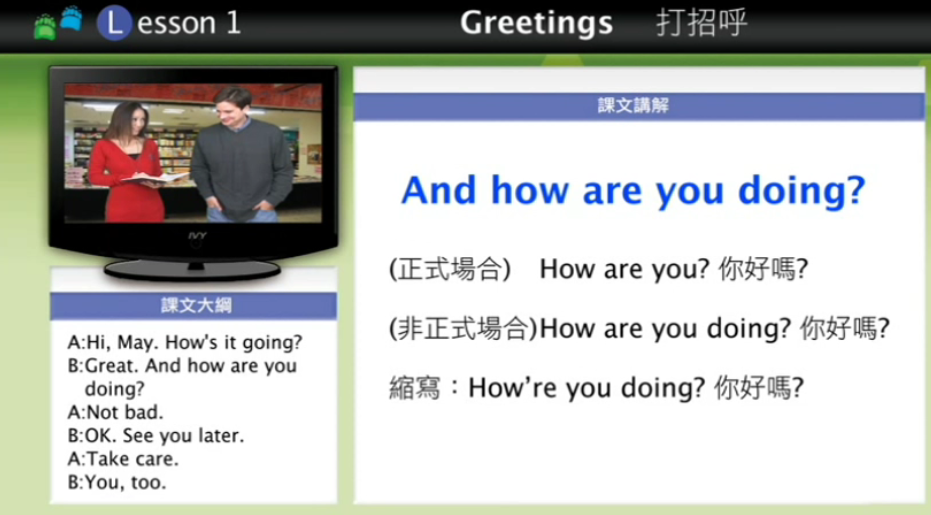 Lesson 1
Greetings 打招呼
IVY
課文大綱
A:Hi, May. How's it going?
B:Great. And how are you
doing?
A:Not bad.
B:OK. See you later.
A:Take care.
B:You, too.
課文講解
And how are you doing?
(正式場合) How are you? 你好嗎?
(非正式場合)How are you doing? 你好嗎?
縮寫：How’re you doing? 你好嗎?